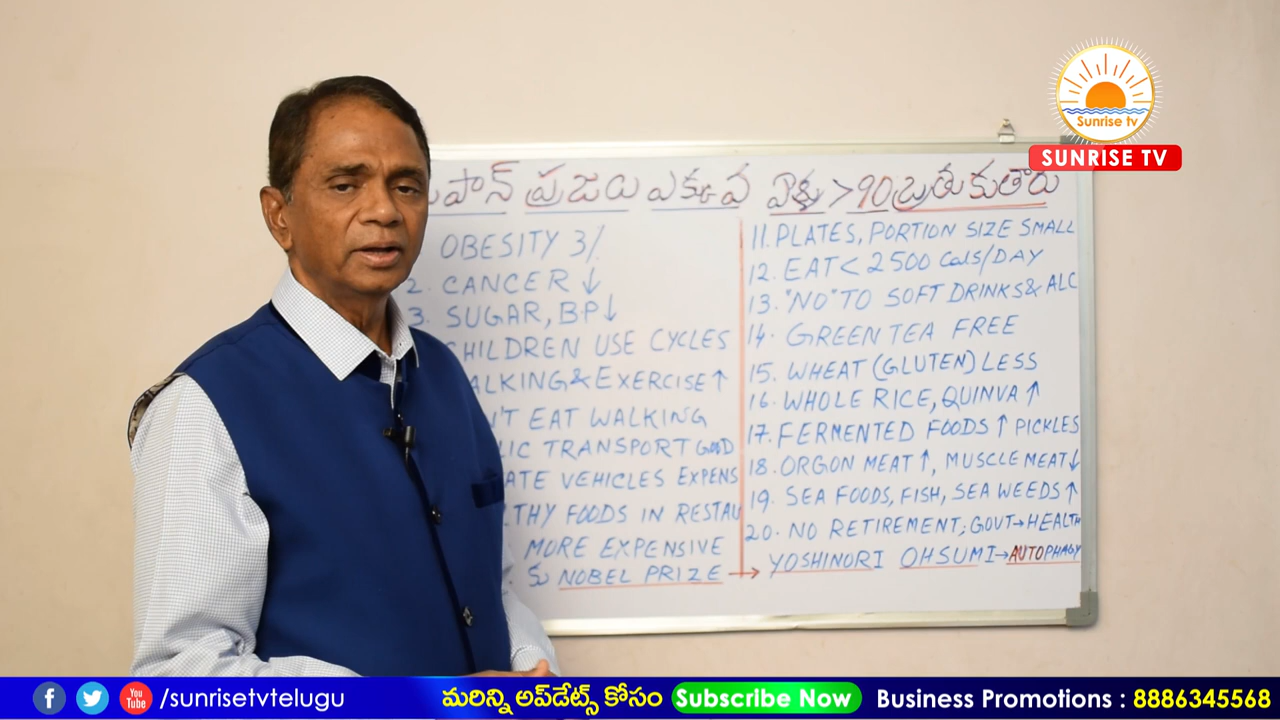 Sunrise tv
SUNRISE TV
ప్రజలు ఎక్కువ ఏళ్ళు >90 బ్రతుకుతారు
OBESITY 3%
2. CANCER ↓
3. SUGAR, BP↓
CHILDREN USE CYCLES
ALKING & EXERCISE ↑
'T EAT WALKING
LIC TRANSPORT GOOD
ATE VEHICLES EXPENS
LTHY FOODS IN RESTAU
MORE EXPENSIVE
కు NOBEL PRIZE →
11. PLATES, PORTION SIZE SMALL
12. EAT < 2500 Cals/DAY
13. "NO" TO SOFT DRINKS & ALC
14. GREEN TEA FREE
15. WHEAT (GLUTEN) LESS
16. WHOLE RICE, QUINVA ↑
17. FERMENTED FOODS ↑ PICKLES
18. ORGON MEAT ↑, MUSCLE MEAT↓
19. SEA FOODS, FISH, SEA WEEDS ↑
20. NO RETIREMENT; GOVT→HEALTH
YOSHINORI OHSUMI→AUTOPHAGY
/sunrisetvtelugu
మరిన్ని అప్‌డేట్స్ కోసం Subscribe Now
Business Promotions : 8886345568